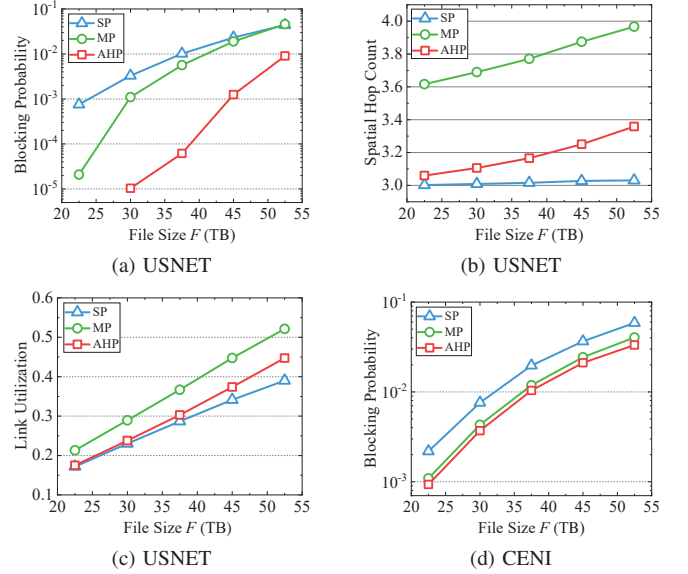 Blocking Probability
10⁻¹
10⁻²
10⁻³
10⁻⁴
10⁻⁵
SP
MP
AHP
20 25 30 35 40 45 50 55
File Size F (TB)
(a) USNET
Spatial Hop Count
4.0
3.8
3.6
3.4
3.2
3.0
SP
MP
AHP
20 25 30 35 40 45 50 55
File Size F (TB)
(b) USNET
Link Utilization
0.6
0.5
0.4
0.3
0.2
0.1
SP
MP
AHP
20 25 30 35 40 45 50 55
File Size F (TB)
(c) USNET
Blocking Probability
10⁻¹
10⁻²
10⁻³
SP
MP
AHP
20 25 30 35 40 45 50 55
File Size F (TB)
(d) CENI